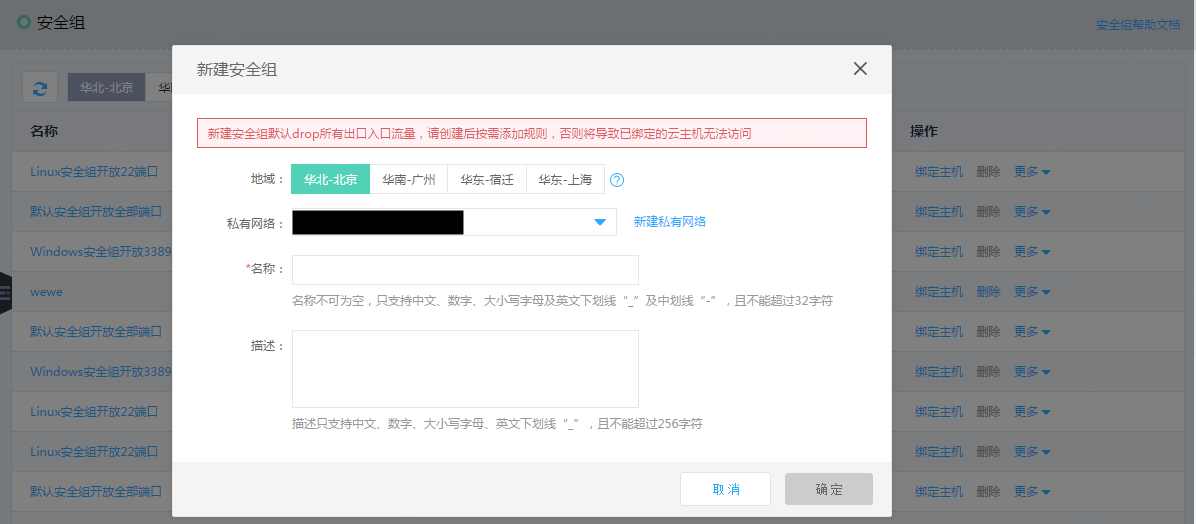 安全组
安全组帮助文档
新建安全组
华北-北京
名称
操作
新建安全组默认drop所有出口入口流量，请创建后按需添加规则，否则将导致已绑定的云主机无法访问
Linux安全组开放22端口
绑定主机 删除 更多
地域： 华北-北京 华南-广州 华东-宿迁 华东-上海 ?
默认安全组开放全部端口
绑定主机 删除 更多
私有网络： 新建私有网络
Windows安全组开放3389
绑定主机 删除 更多
*名称：
wewe
绑定主机 删除 更多
名称不可为空，只支持中文、数字、大小写字母及英文下划线“_”及中划线“-”，且不能超过32字符
默认安全组开放全部端口
绑定主机 删除 更多
描述：
Windows安全组开放3389
绑定主机 删除 更多
Linux安全组开放22端口
绑定主机 删除 更多
描述只支持中文、数字、大小写字母、英文下划线“_”，且不能超过256字符
Linux安全组开放22端口
绑定主机 删除 更多
默认安全组开放全部端口
绑定主机 删除 更多
取消 确定